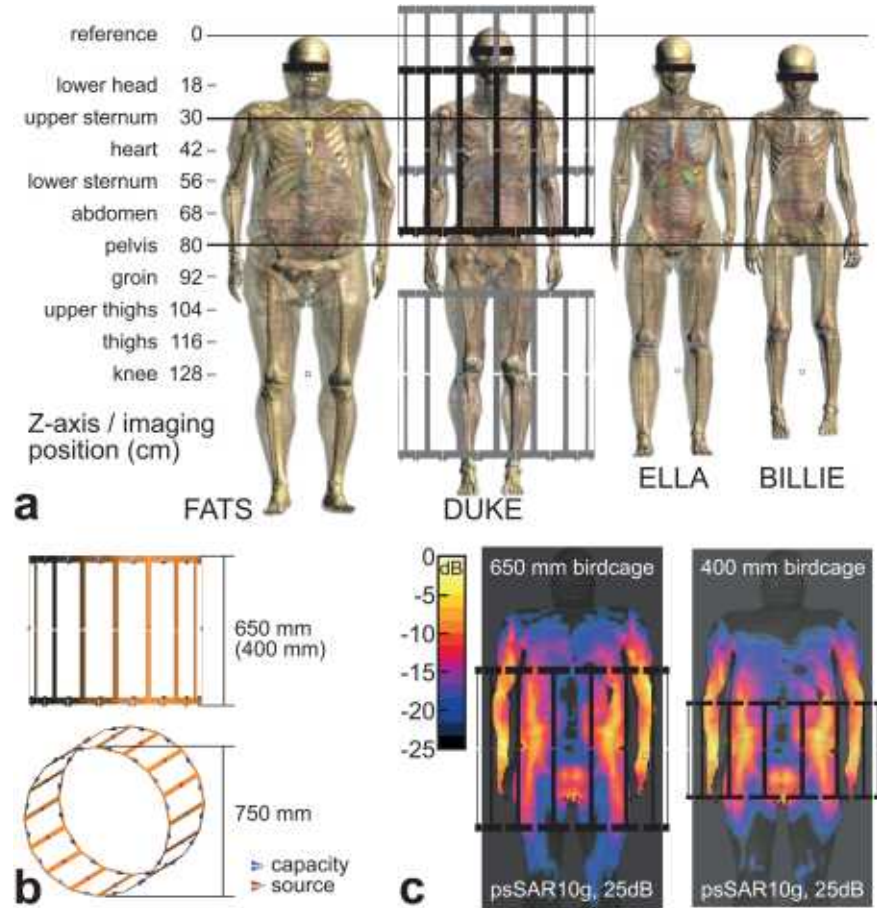 reference 0
lower head 18
upper sternum 30
heart 42
lower sternum 56
abdomen 68
pelvis 80
groin 92
upper thighs 104
thighs 116
knee 128
Z-axis / imaging
position (cm)
a
FATS
DUKE
ELLA
BILLIE
650 mm
(400 mm)
750 mm
capacity
source
b
0
dB
-5
-10
-15
-20
-25
650 mm birdcage
psSAR10g, 25dB
400 mm birdcage
psSAR10g, 25dB
c